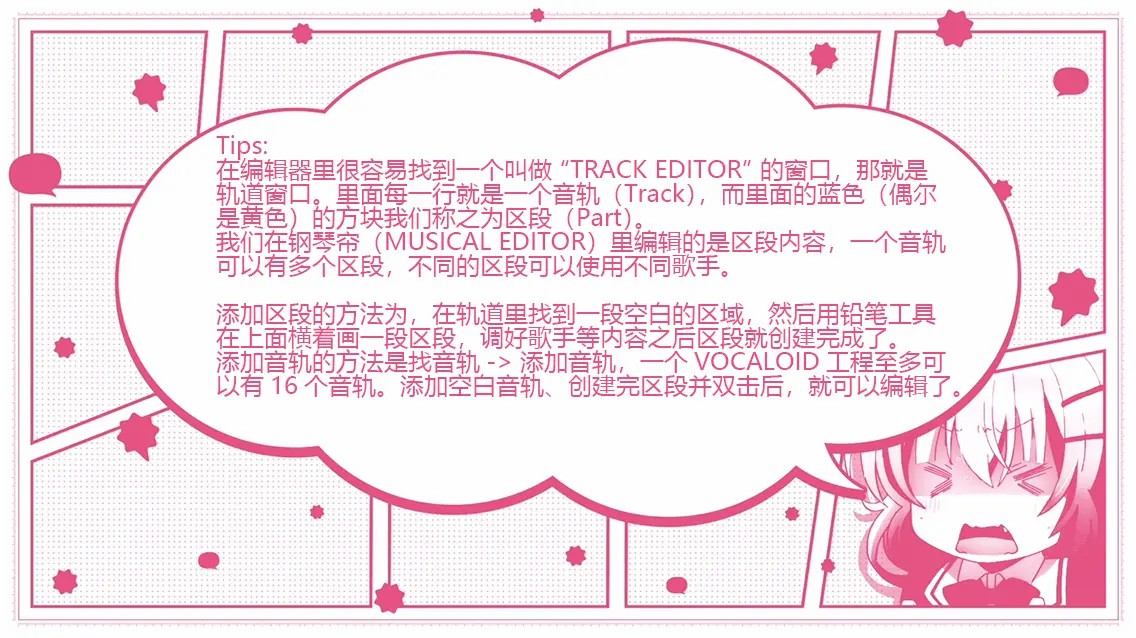 Tips:
在编辑器里很容易找到一个叫做 “TRACK EDITOR” 的窗口，那就是
轨道窗口。里面每一行就是一个音轨（Track），而里面的蓝色（偶尔
是黄色）的方块我们称之为区段（Part）。
我们在钢琴帘（MUSICAL EDITOR）里编辑的是区段内容，一个音轨
可以有多个区段，不同的区段可以使用不同歌手。
添加区段的方法为，在轨道里找到一段空白的区域，然后用铅笔工具
在上面横着画一段区段，调好歌手等内容之后区段就创建完成了。
添加音轨的方法是找音轨 -> 添加音轨，一个 VOCALOID 工程至多可
以有 16 个音轨。添加空白音轨、创建完区段并双击后，就可以编辑了。